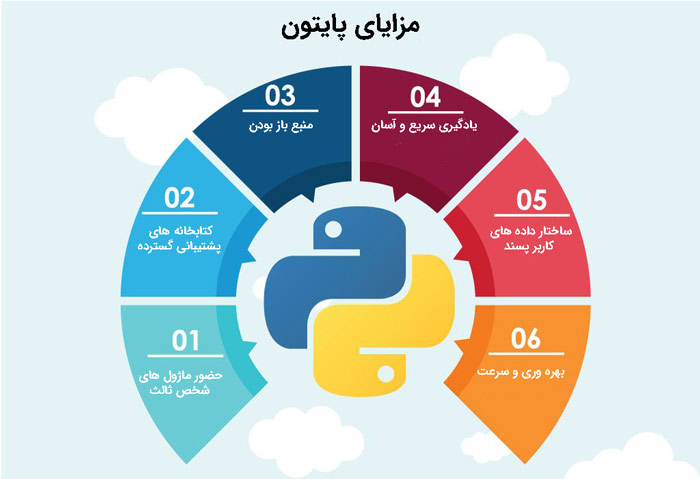 مزایای پایتون
01
حضور ماژول های
شخص ثالث
02
کتابخانه های
پشتیبانی گسترده
03
منبع باز بودن
04
یادگیری سریع و آسان
05
ساختار داده های
کاربر پسند
06
بهره وری و سرعت